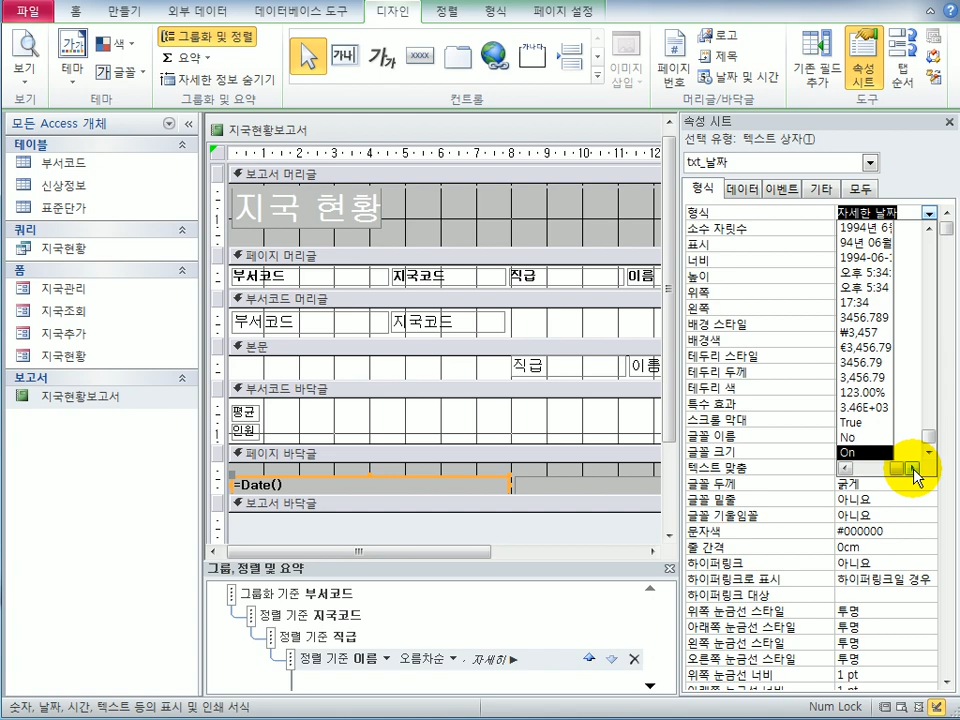 파일 홈 만들기 외부 데이터 데이터베이스 도구 디자인 정렬 형식 페이지 설정
보기
보기
테마
색
가 글꼴
테마
그룹화 및 정렬
Σ 요약
자세한 정보 숨기기
그룹화 및 요약
가나
가가
xxxx
가나다
이미지
삽입
컨트롤
페이지
번호
로고
제목
날짜 및 시간
머리글/바닥글
기존 필드
추가
속성
시트
탭
순서
도구
모든 Access 개체
테이블
부서코드
신상정보
표준단가
쿼리
지국현황
폼
지국관리
지국조회
지국추가
지국현황
보고서
지국현황보고서
지국현황보고서
1 2 3 4 5 6 7 8 9 10 11 12
보고서 머리글
지국 현황
페이지 머리글
부서코드 지국코드 직급 이름
부서코드 머리글
부서코드 지국코드
본문
직급 이름
부서코드 바닥글
평균
인원
페이지 바닥글
=Date()
보고서 바닥글
그룹, 정렬 및 요약
그룹화 기준 부서코드
정렬 기준 지국코드
정렬 기준 직급
정렬 기준 이름 오름차순 , 자세히
속성 시트
선택 유형: 텍스트 상자(T)
txt_날짜
형식 데이터 이벤트 기타 모두
형식 자세한 날짜
소수 자릿수
표시
너비
높이
위쪽
왼쪽
배경 스타일
배경색
테두리 스타일
테두리 두께
테두리 색
특수 효과
스크롤 막대
글꼴 이름
글꼴 크기
텍스트 맞춤
1994년 6
94년 06월
1994-06-
오후 5:34:
오후 5:34
17:34
3456.789
₩3,457
€3,456.79
3456.79
3,456.79
123.00%
3.46E+03
True
No
On
글꼴 두께 굵게
글꼴 밑줄 아니요
글꼴 기울임꼴 아니요
문자색 #000000
줄 간격 0cm
하이퍼링크 아니요
하이퍼링크로 표시 하이퍼링크일 경우
하이퍼링크 대상
위쪽 눈금선 스타일 투명
아래쪽 눈금선 스타일 투명
왼쪽 눈금선 스타일 투명
오른쪽 눈금선 스타일 투명
위쪽 눈금선 두께 1 pt
숫자, 날짜, 시간, 텍스트 등의 표시 및 인쇄 서식
Num Lock